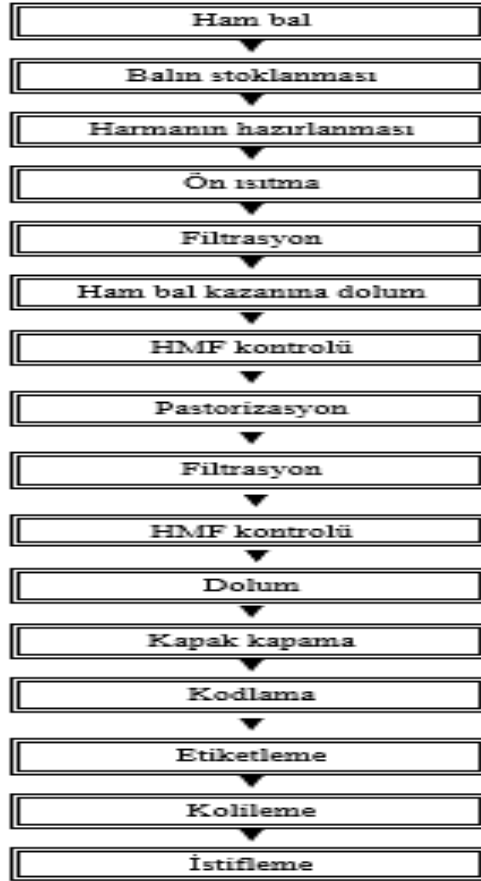 Ham bal
Balın stoklanması
Harmanın hazırlanması
Ön ısıtma
Filtrasyon
Ham bal kazanına dolum
HMF kontrolü
Pastorizasyon
Filtrasyon
HMF kontrolü
Dolum
Kapak kapama
Kodlama
Etiketleme
Kolileme
İstifleme